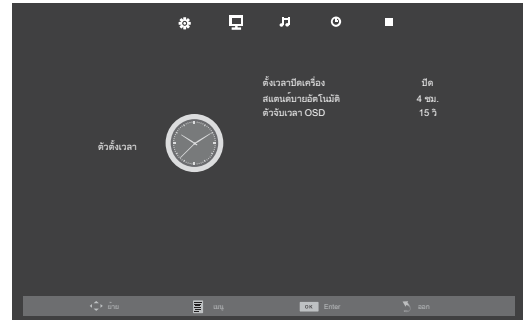 ตั้งเวลาปิดเครื่อง ปิด
สแตนด์บายอัตโนมัติ 4 ชม.
ตัวจับเวลา OSD 15 วิ
ตัวตั้งเวลา
ย้าย เมนู OK Enter ออก